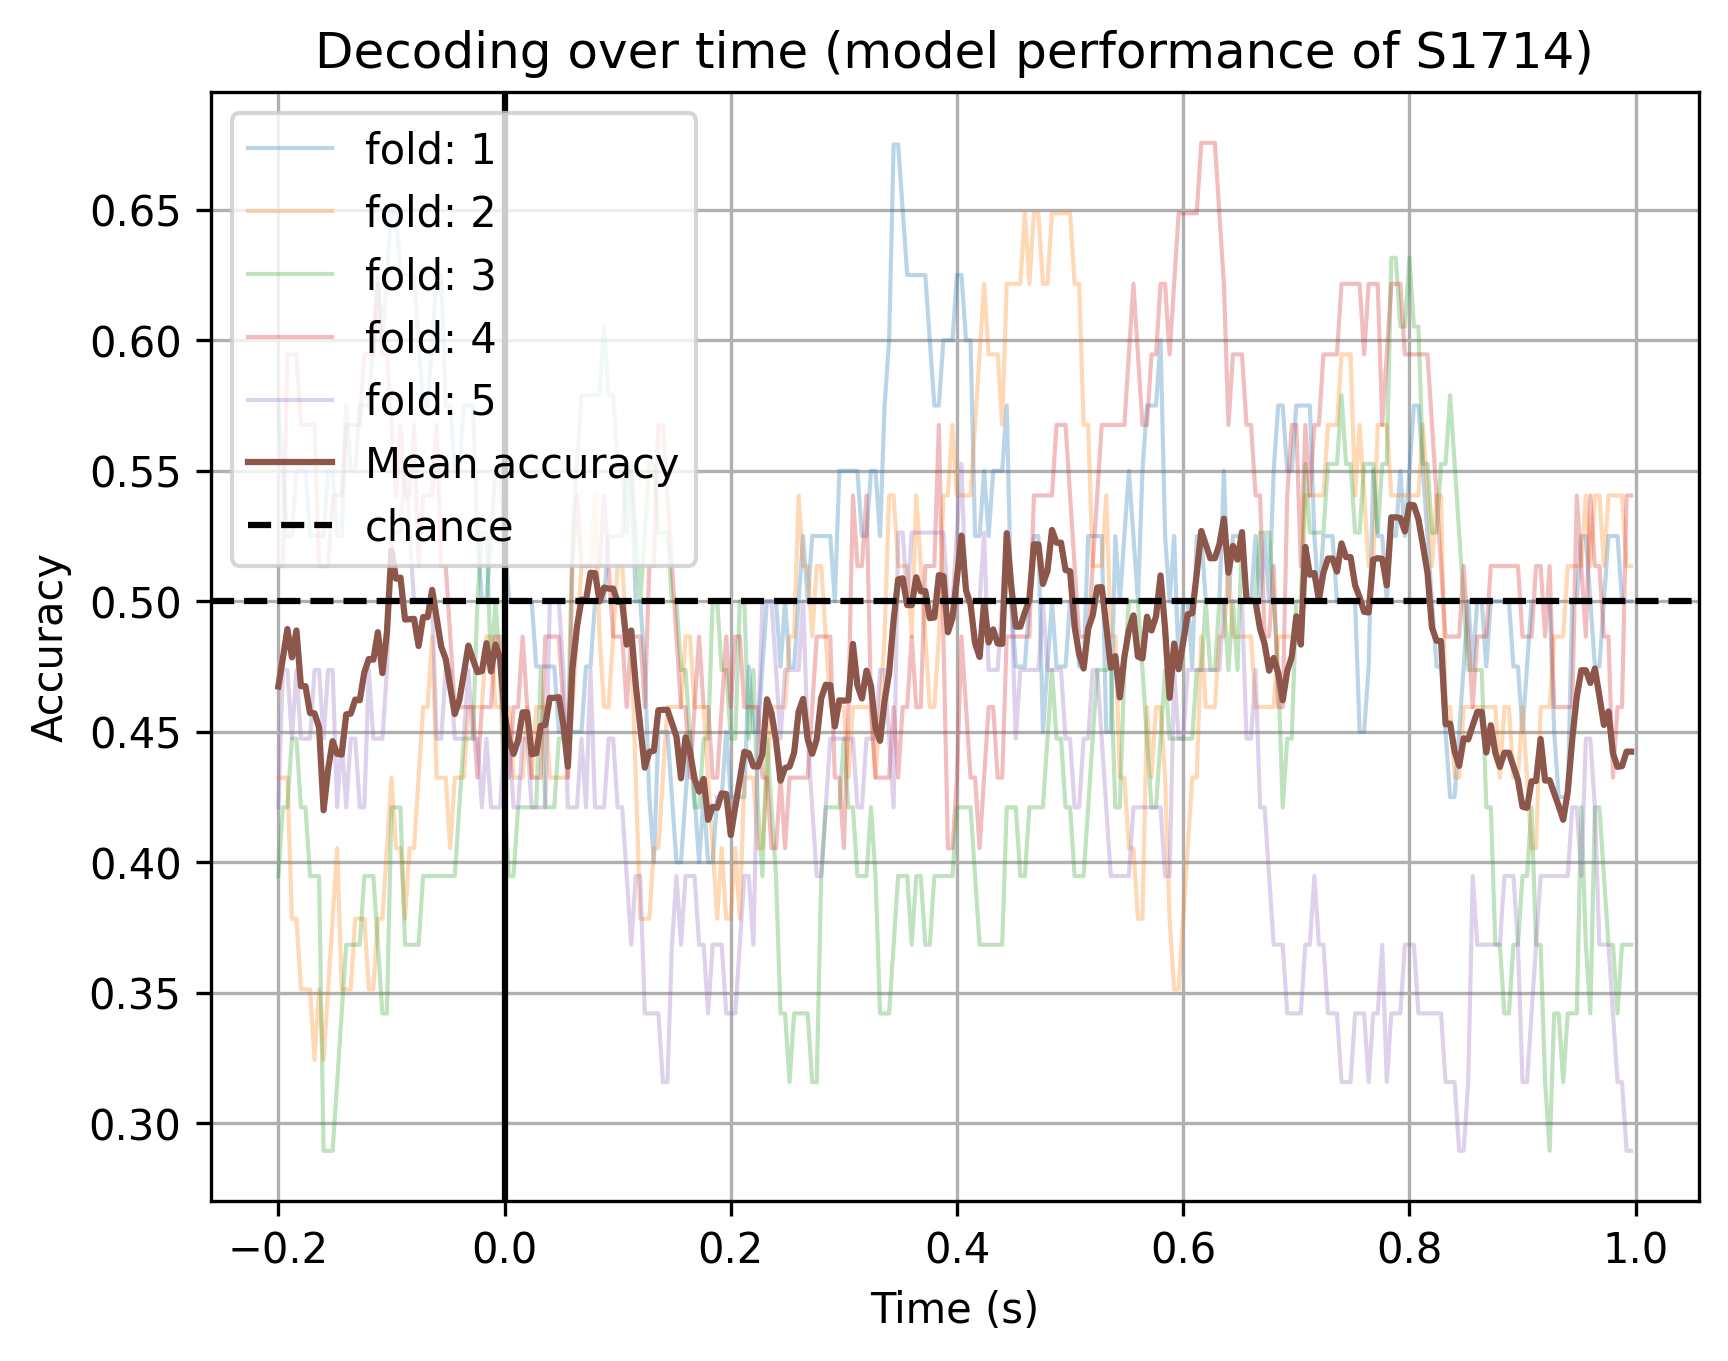 Decoding over time (model performance of S1714)
fold: 1
fold: 2
fold: 3
fold: 4
fold: 5
Mean accuracy
chance
Accuracy
0.65
0.60
0.55
0.50
0.45
0.40
0.35
0.30
−0.2 0.0 0.2 0.4 0.6 0.8 1.0
Time (s)